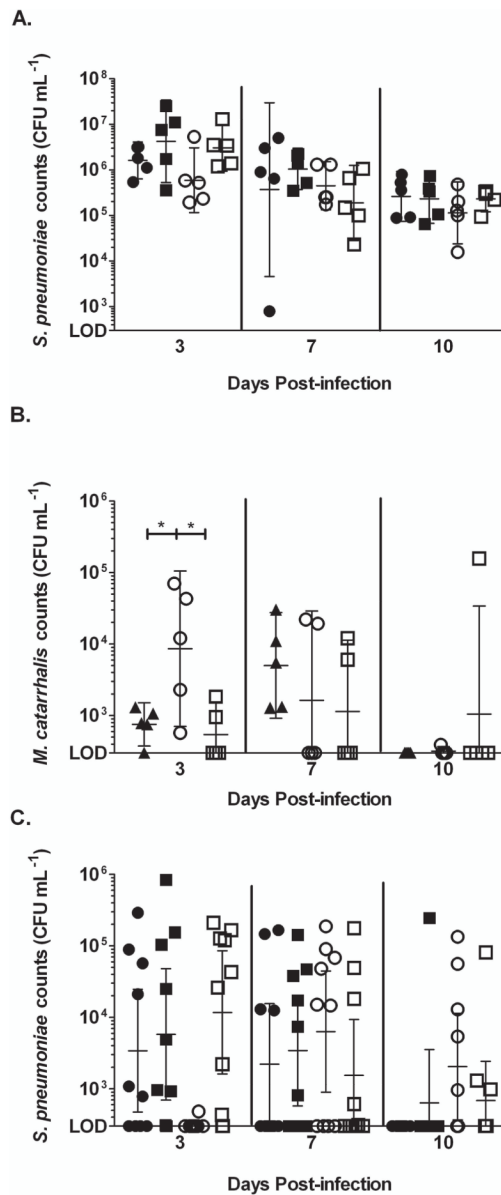 A.
S. pneumoniae counts (CFU mL⁻¹)
10⁸
10⁷
10⁶
10⁵
10⁴
10³
LOD
3
7
10
Days Post-infection
B.
M. catarrhalis counts (CFU mL⁻¹)
10⁶
10⁵
10⁴
10³
LOD
* *
3
7
10
Days Post-infection
C.
S. pneumoniae counts (CFU mL⁻¹)
10⁶
10⁵
10⁴
10³
LOD
3
7
10
Days Post-infection